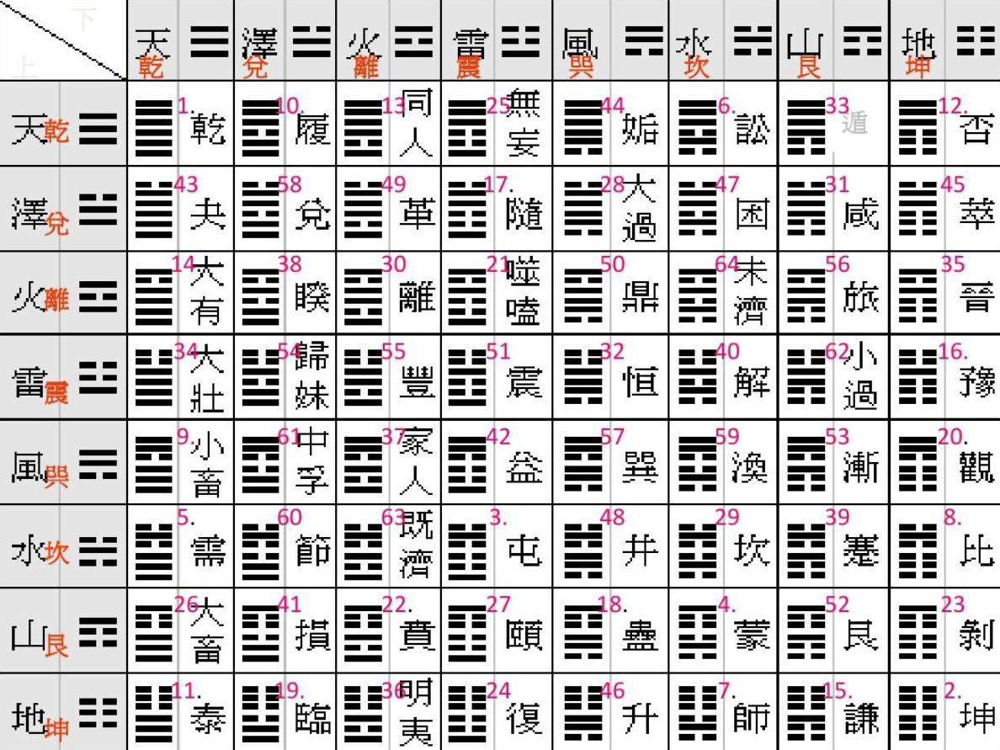 下
上
天 乾 澤 兌 火 離 雷 震 風 巽 水 坎 山 艮 地 坤
天 乾 1. 乾 10. 履 13 同人 25 無妄 44 姤 6. 訟 33 遁 12. 否
澤 兌 43 夬 58 兌 49 革 17. 隨 28 大過 47 困 31 咸 45 萃
火 離 14. 大有 38 睽 30 離 21 噬嗑 50 鼎 64 未濟 56 旅 35 晉
雷 震 34 大壯 54 歸妹 55 豐 51 震 32 恒 40 解 62 小過 16. 豫
風 巽 9. 小畜 61 中孚 37 家人 42 益 57 巽 59 渙 53 漸 20. 觀
水 坎 5. 需 60 節 63 既濟 3. 屯 48 井 29 坎 39 蹇 8. 比
山 艮 26 大畜 41 損 22. 賁 27 頤 18. 蠱 4. 蒙 52 艮 23 剝
地 坤 11. 泰 19. 臨 36 明夷 24 復 46 升 7. 師 15. 謙 2. 坤